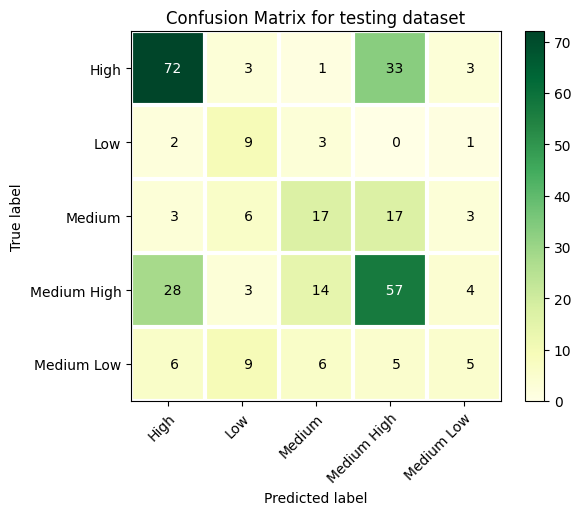 Confusion Matrix for testing dataset
True label
High 72 3 1 33 3
Low 2 9 3 0 1
Medium 3 6 17 17 3
Medium High 28 3 14 57 4
Medium Low 6 9 6 5 5
High Low Medium Medium High Medium Low
Predicted label
70
60
50
40
30
20
10
0